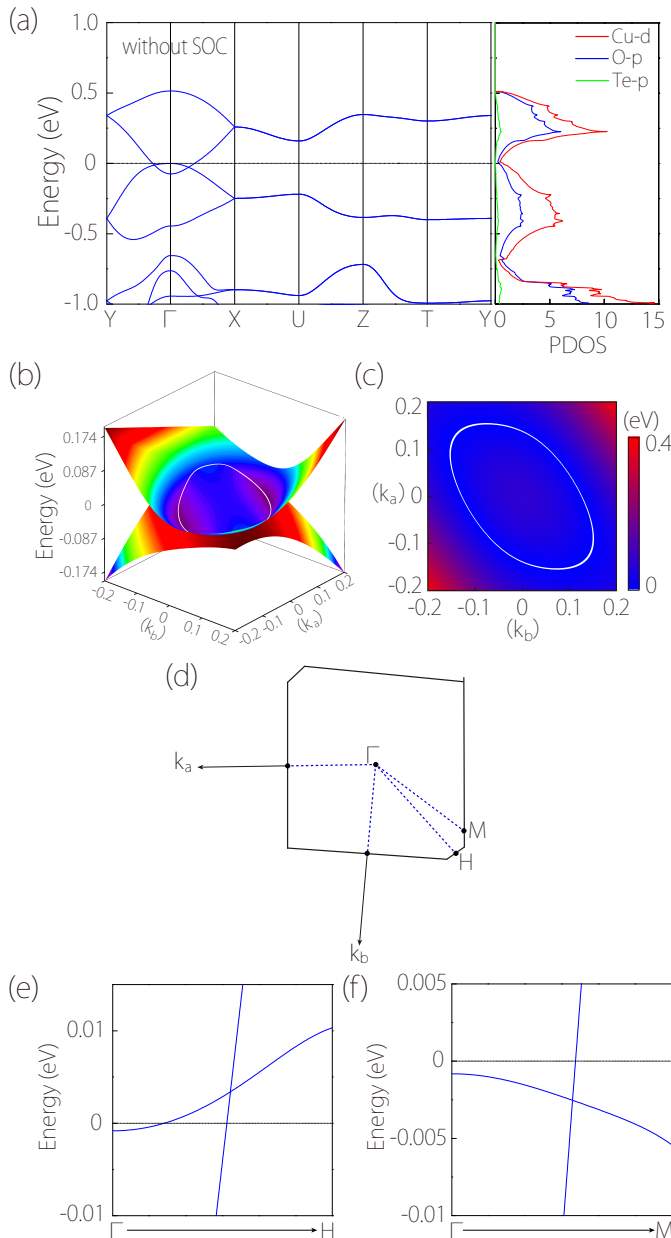 (a)
without SOC
Energy (eV)
1.0
0.5
0
-0.5
-1.0
Y Γ X U Z T Y
Cu-d
O-p
Te-p
0 5 10 15
PDOS
(b)
Energy (eV)
0.174
0.087
0
-0.087
-0.174
-0.2 -0.1 0 0.1 0.2
(k_b)
-0.2 -0.1 0 0.1 0.2
(k_a)
(c)
0.2
0.1
0
-0.1
-0.2
(k_a)
-0.2 -0.1 0 0.1 0.2
(k_b)
(eV)
0.4
0
(d)
Γ
k_a
M
H
k_b
(e)
Energy (eV)
0.01
0
-0.01
Γ H
(f)
Energy (eV)
0.005
0
-0.005
-0.01
Γ M